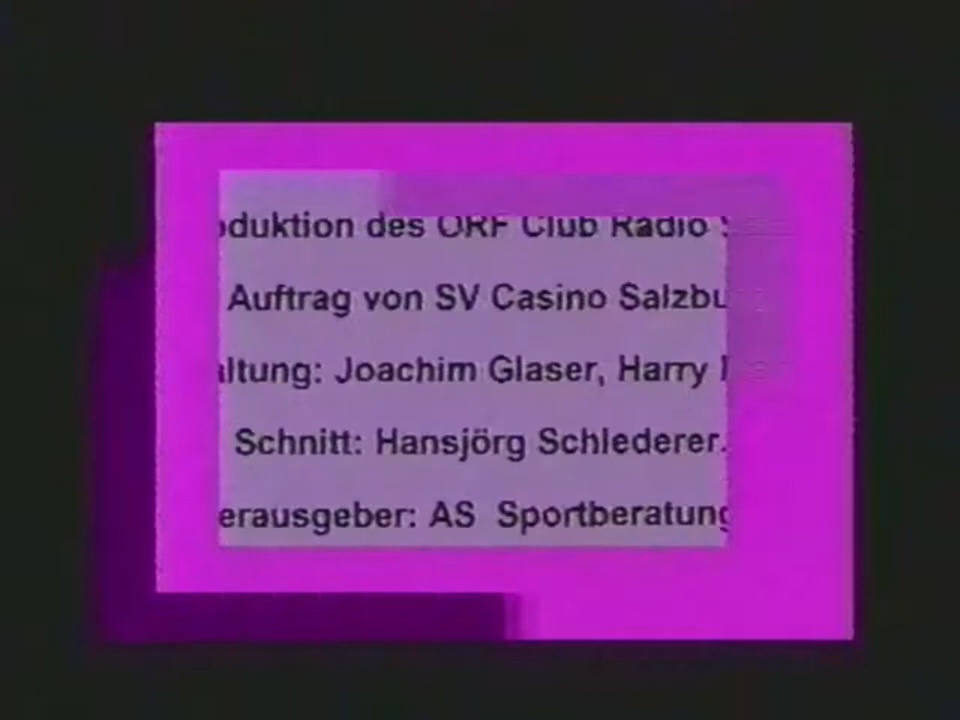 oduktion des ORF Club Radio
Auftrag von SV Casino Salzbu
ltung: Joachim Glaser, Harry
Schnitt: Hansjörg Schlederer.
erausgeber: AS Sportberatung